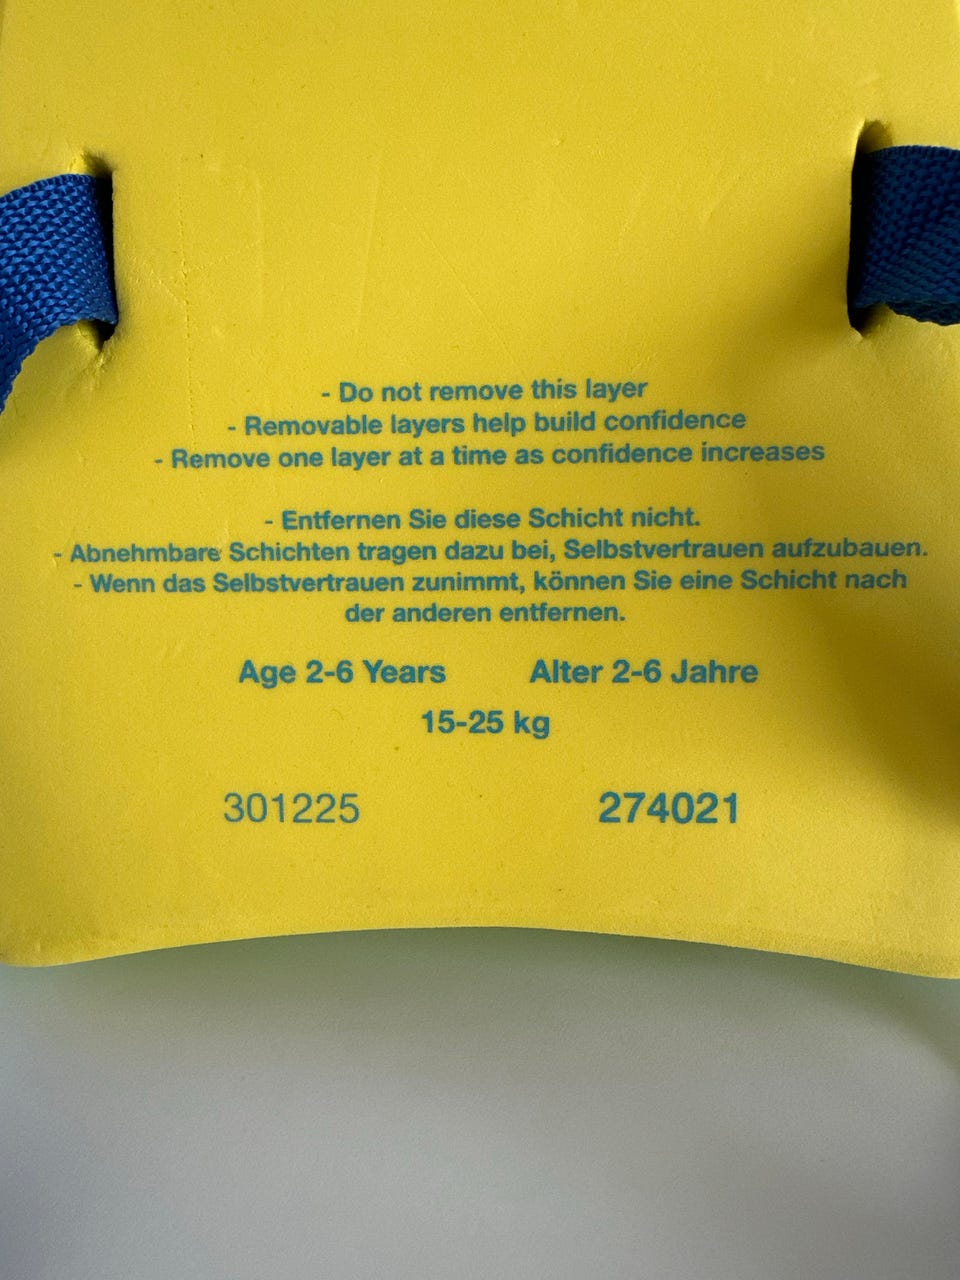 - Do not remove this layer
- Removable layers help build confidence
- Remove one layer at a time as confidence increases
- Entfernen Sie diese Schicht nicht.
- Abnehmbare Schichten tragen dazu bei, Selbstvertrauen aufzubauen.
- Wenn das Selbstvertrauen zunimmt, können Sie eine Schicht nach
der anderen entfernen.
Age 2-6 Years Alter 2-6 Jahre
15-25 kg
301225 274021